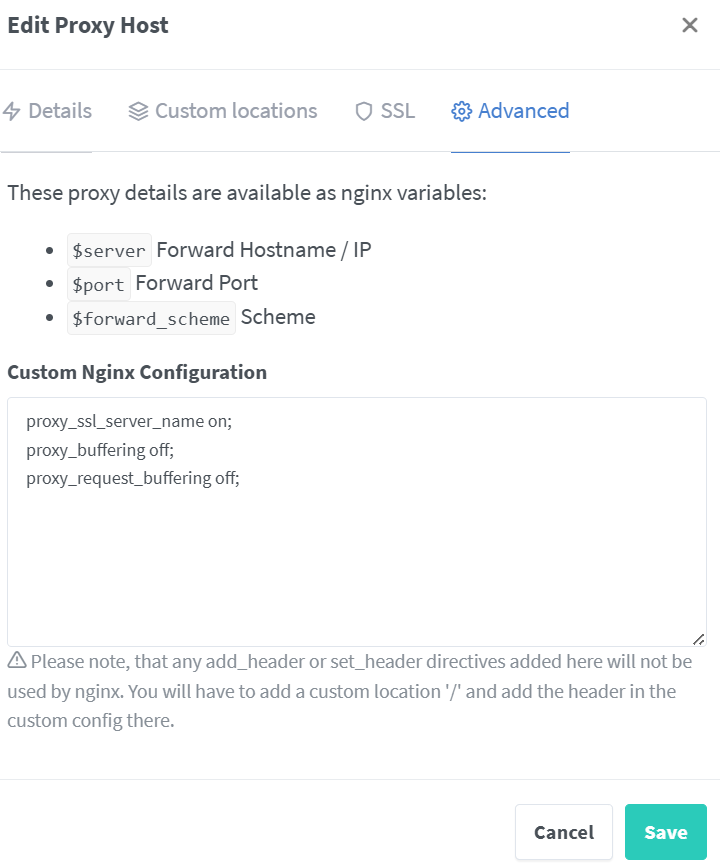 Edit Proxy Host
Details
Custom locations
SSL
Advanced
These proxy details are available as nginx variables:
$server Forward Hostname / IP
$port Forward Port
$forward_scheme Scheme
Custom Nginx Configuration
proxy_ssl_server_name on;
proxy_buffering off;
proxy_request_buffering off;
Please note, that any add_header or set_header directives added here will not be
used by nginx. You will have to add a custom location '/' and add the header in the
custom config there.
Cancel
Save